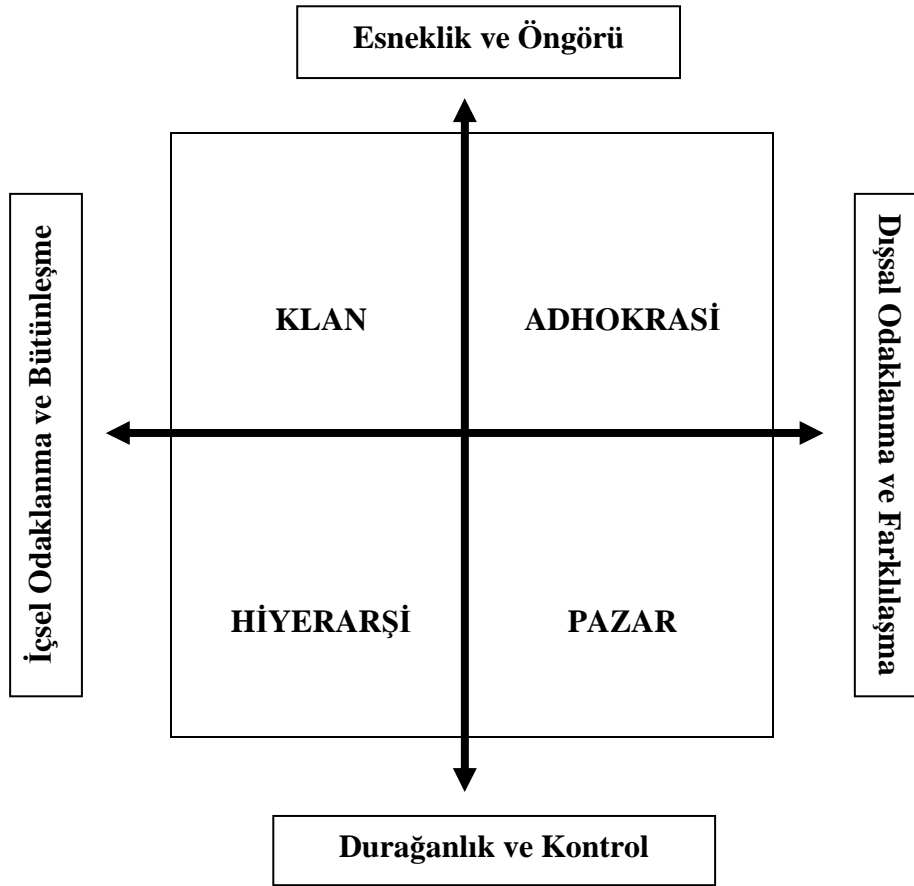 Esneklik ve Öngörü
İçsel Odaklanma ve Bütünleşme
Dışsal Odaklanma ve Farklılaşma
KLAN
ADHOKRASİ
HİYERARŞİ
PAZAR
Durağanlık ve Kontrol